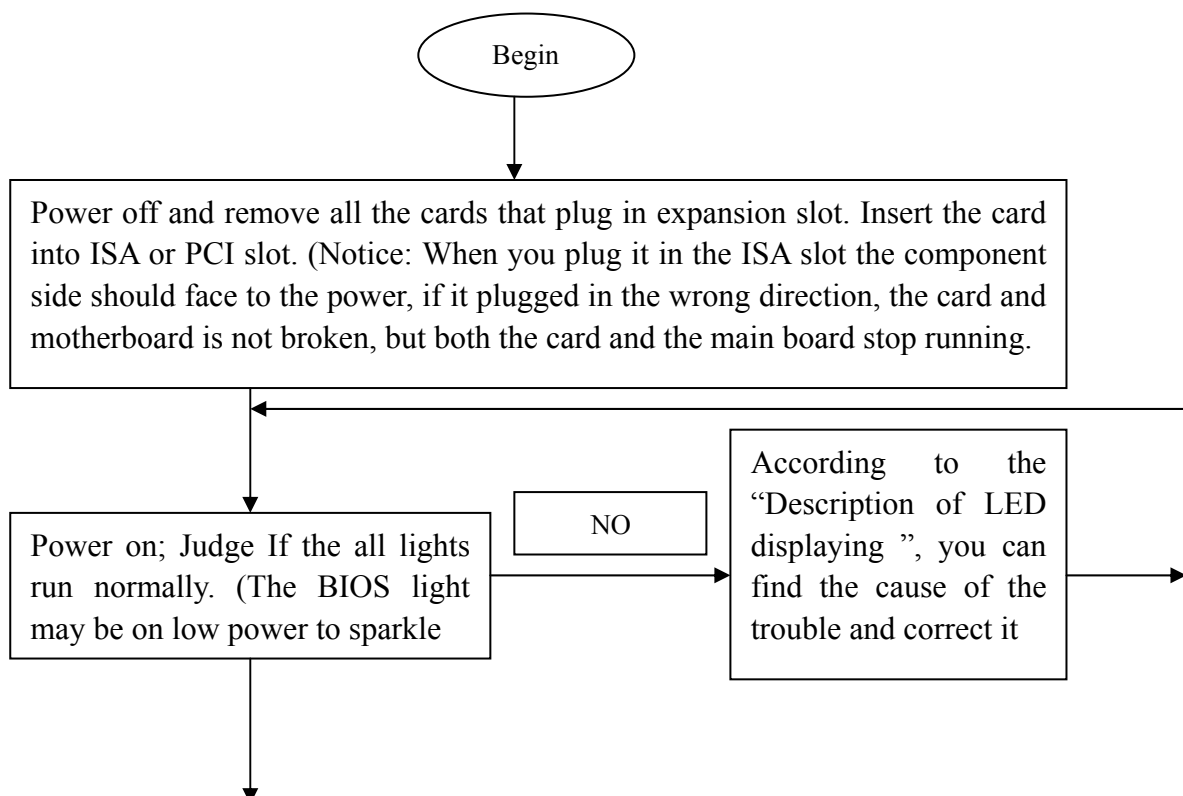 Begin
Power off and remove all the cards that plug in expansion slot. Insert the card
into ISA or PCI slot. (Notice: When you plug it in the ISA slot the component
side should face to the power, if it plugged in the wrong direction, the card and
motherboard is not broken, but both the card and the main board stop running.
Power on; Judge If the all lights
run normally. (The BIOS light
may be on low power to sparkle
NO
According to the
“Description of LED
displaying ”, you can
find the cause of the
trouble and correct it